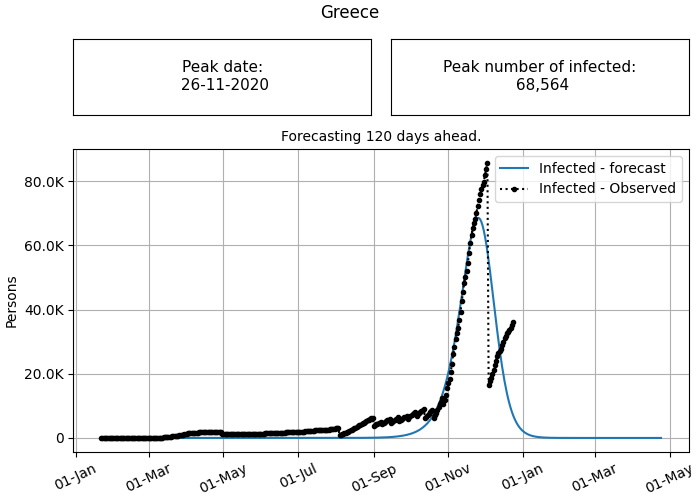 Greece
Peak date:
26-11-2020
Peak number of infected:
68,564
Forecasting 120 days ahead.
Infected - forecast
Infected - Observed
Persons
80.0K
60.0K
40.0K
20.0K
0
01-Jan
01-Mar
01-May
01-Jul
01-Sep
01-Nov
01-Jan
01-Mar
01-May